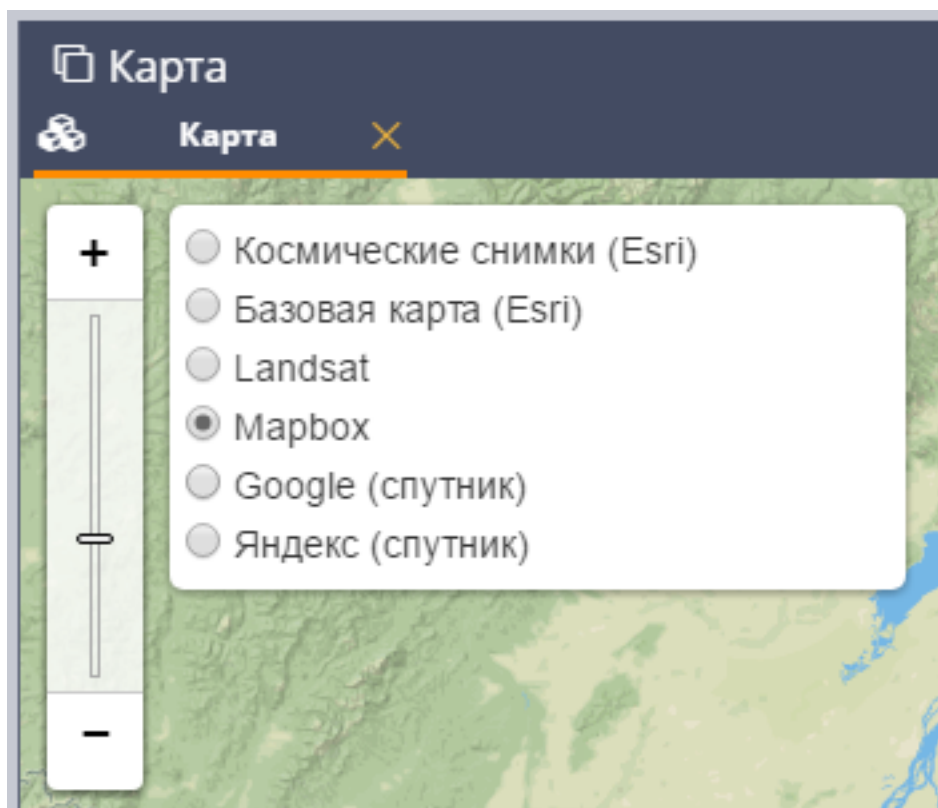 Карта
Карта
+
Космические снимки (Esri)
Базовая карта (Esri)
Landsat
Mapbox
Google (спутник)
Яндекс (спутник)
−